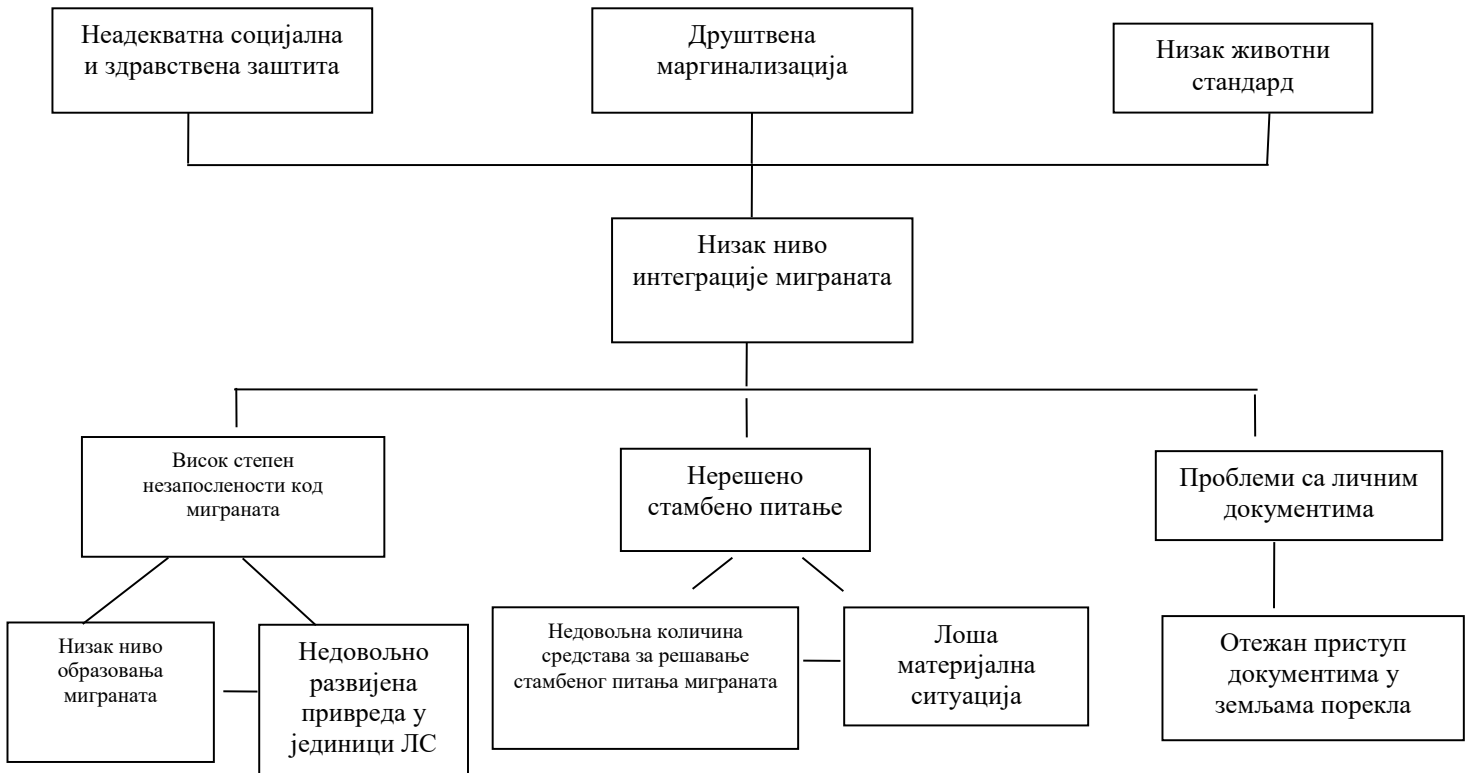 Неадекватна социјална
и здравствена заштита
Друштвена
маргинализација
Низак животни
стандард
Низак ниво
интеграције миграната
Висок степен
незапослености код
миграната
Нерешено
стамбено питање
Проблеми са личним
документима
Низак ниво
образовања
миграната
Недовољно
развијена
привреда у
јединици ЛС
Недовољна количина
средстава за решавање
стамбеног питања миграната
Лоша
материјална
ситуација
Отежан приступ
документима у
земљама порекла